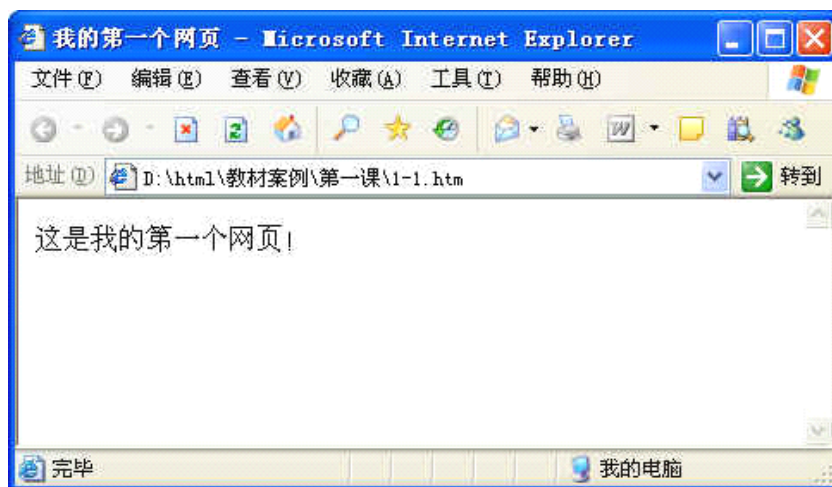 我的第一个网页 - Microsoft Internet Explorer
文件(F) 编辑(E) 查看(V) 收藏(A) 工具(T) 帮助(H)
地址(D) D:\html\教材案例\第一课\1-1.htm 转到
这是我的第一个网页!
完毕 我的电脑